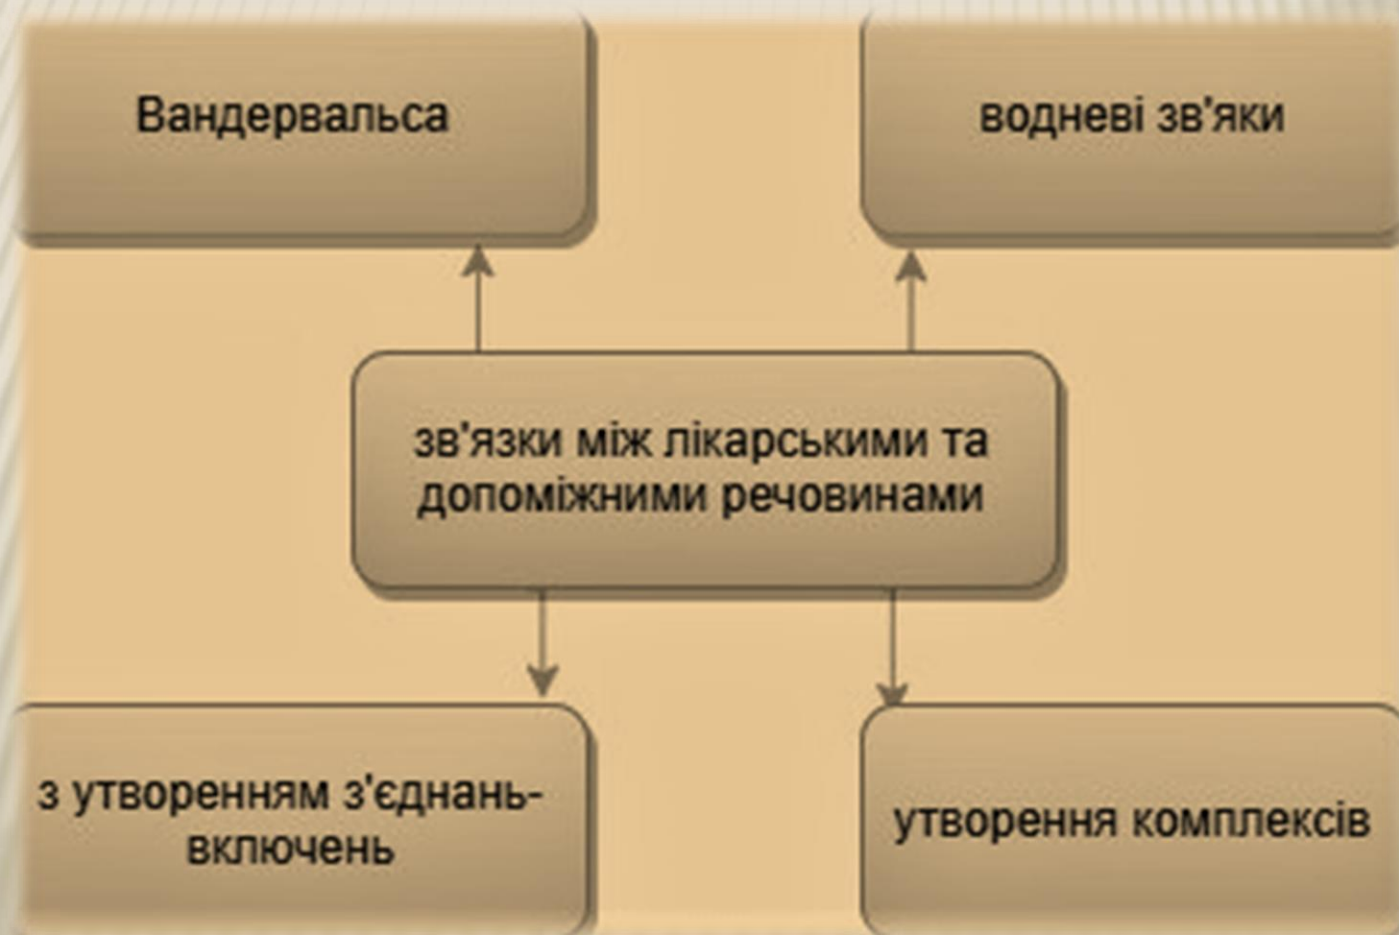 Вандервальса
водневі зв'яки
зв'язки між лікарськими та
допоміжними речовинами
з утворенням з'єднань-
включень
утворення комплексів